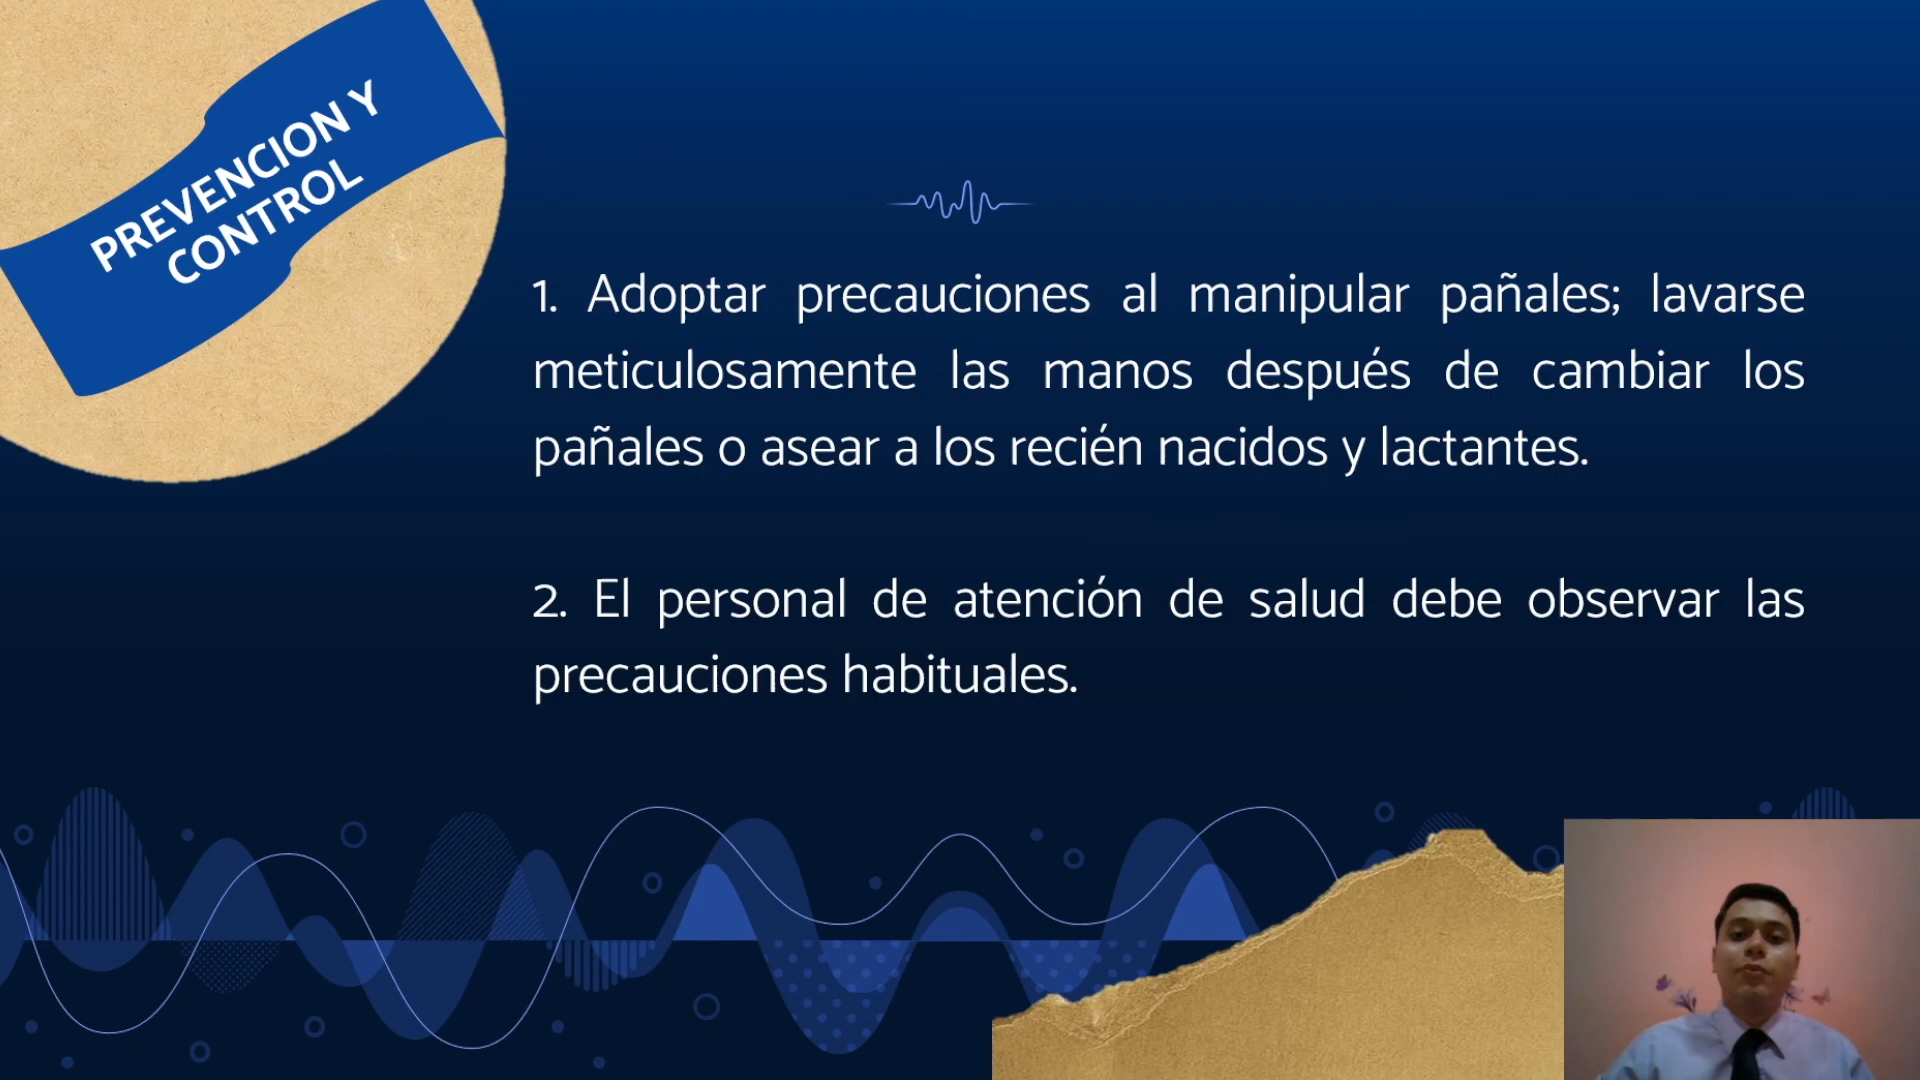 PREVENCION Y
CONTROL
1. Adoptar precauciones al manipular pañales; lavarse
meticulosamente las manos después de cambiar los
pañales o asear a los recién nacidos y lactantes.
2. El personal de atención de salud debe observar las
precauciones habituales.